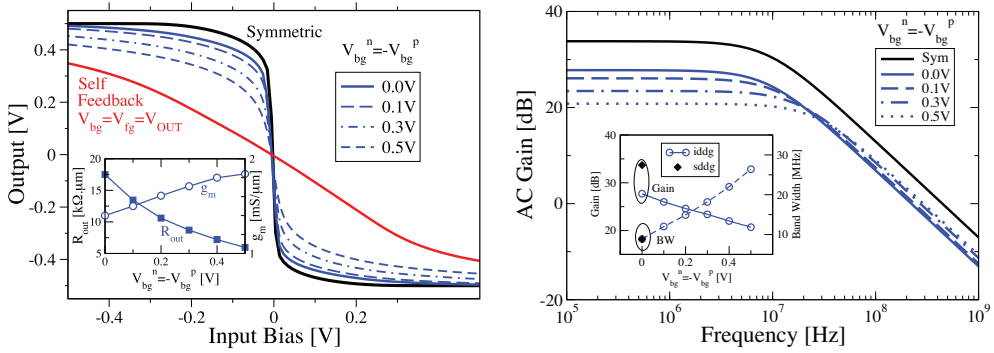 Symmetric
V_bg^n=-V_bg^p
0.0V
0.1V
0.3V
0.5V
Self
Feedback
V_bg=V_fg=V_OUT
Output [V]
0.4
0.2
0
-0.2
-0.4
-0.4
-0.2
0
0.2
0.4
Input Bias [V]
R_out [kΩ.μm]
20
15
10
5
g_m
R_out
2
1
g_m [mS/μm]
0
0.2
0.4
V_bg^n=-V_bg^p [V]
AC Gain [dB]
40
20
0
-20
V_bg^n=-V_bg^p
Sym
0.0V
0.1V
0.3V
0.5V
10^5
10^6
10^7
10^8
10^9
Frequency [Hz]
Gain [dB]
40
35
30
25
20
iddg
sddg
Gain
BW
30
20
10
Band Width [MHz]
0
0.2
0.4
V_bg^n=-V_bg^p [V]